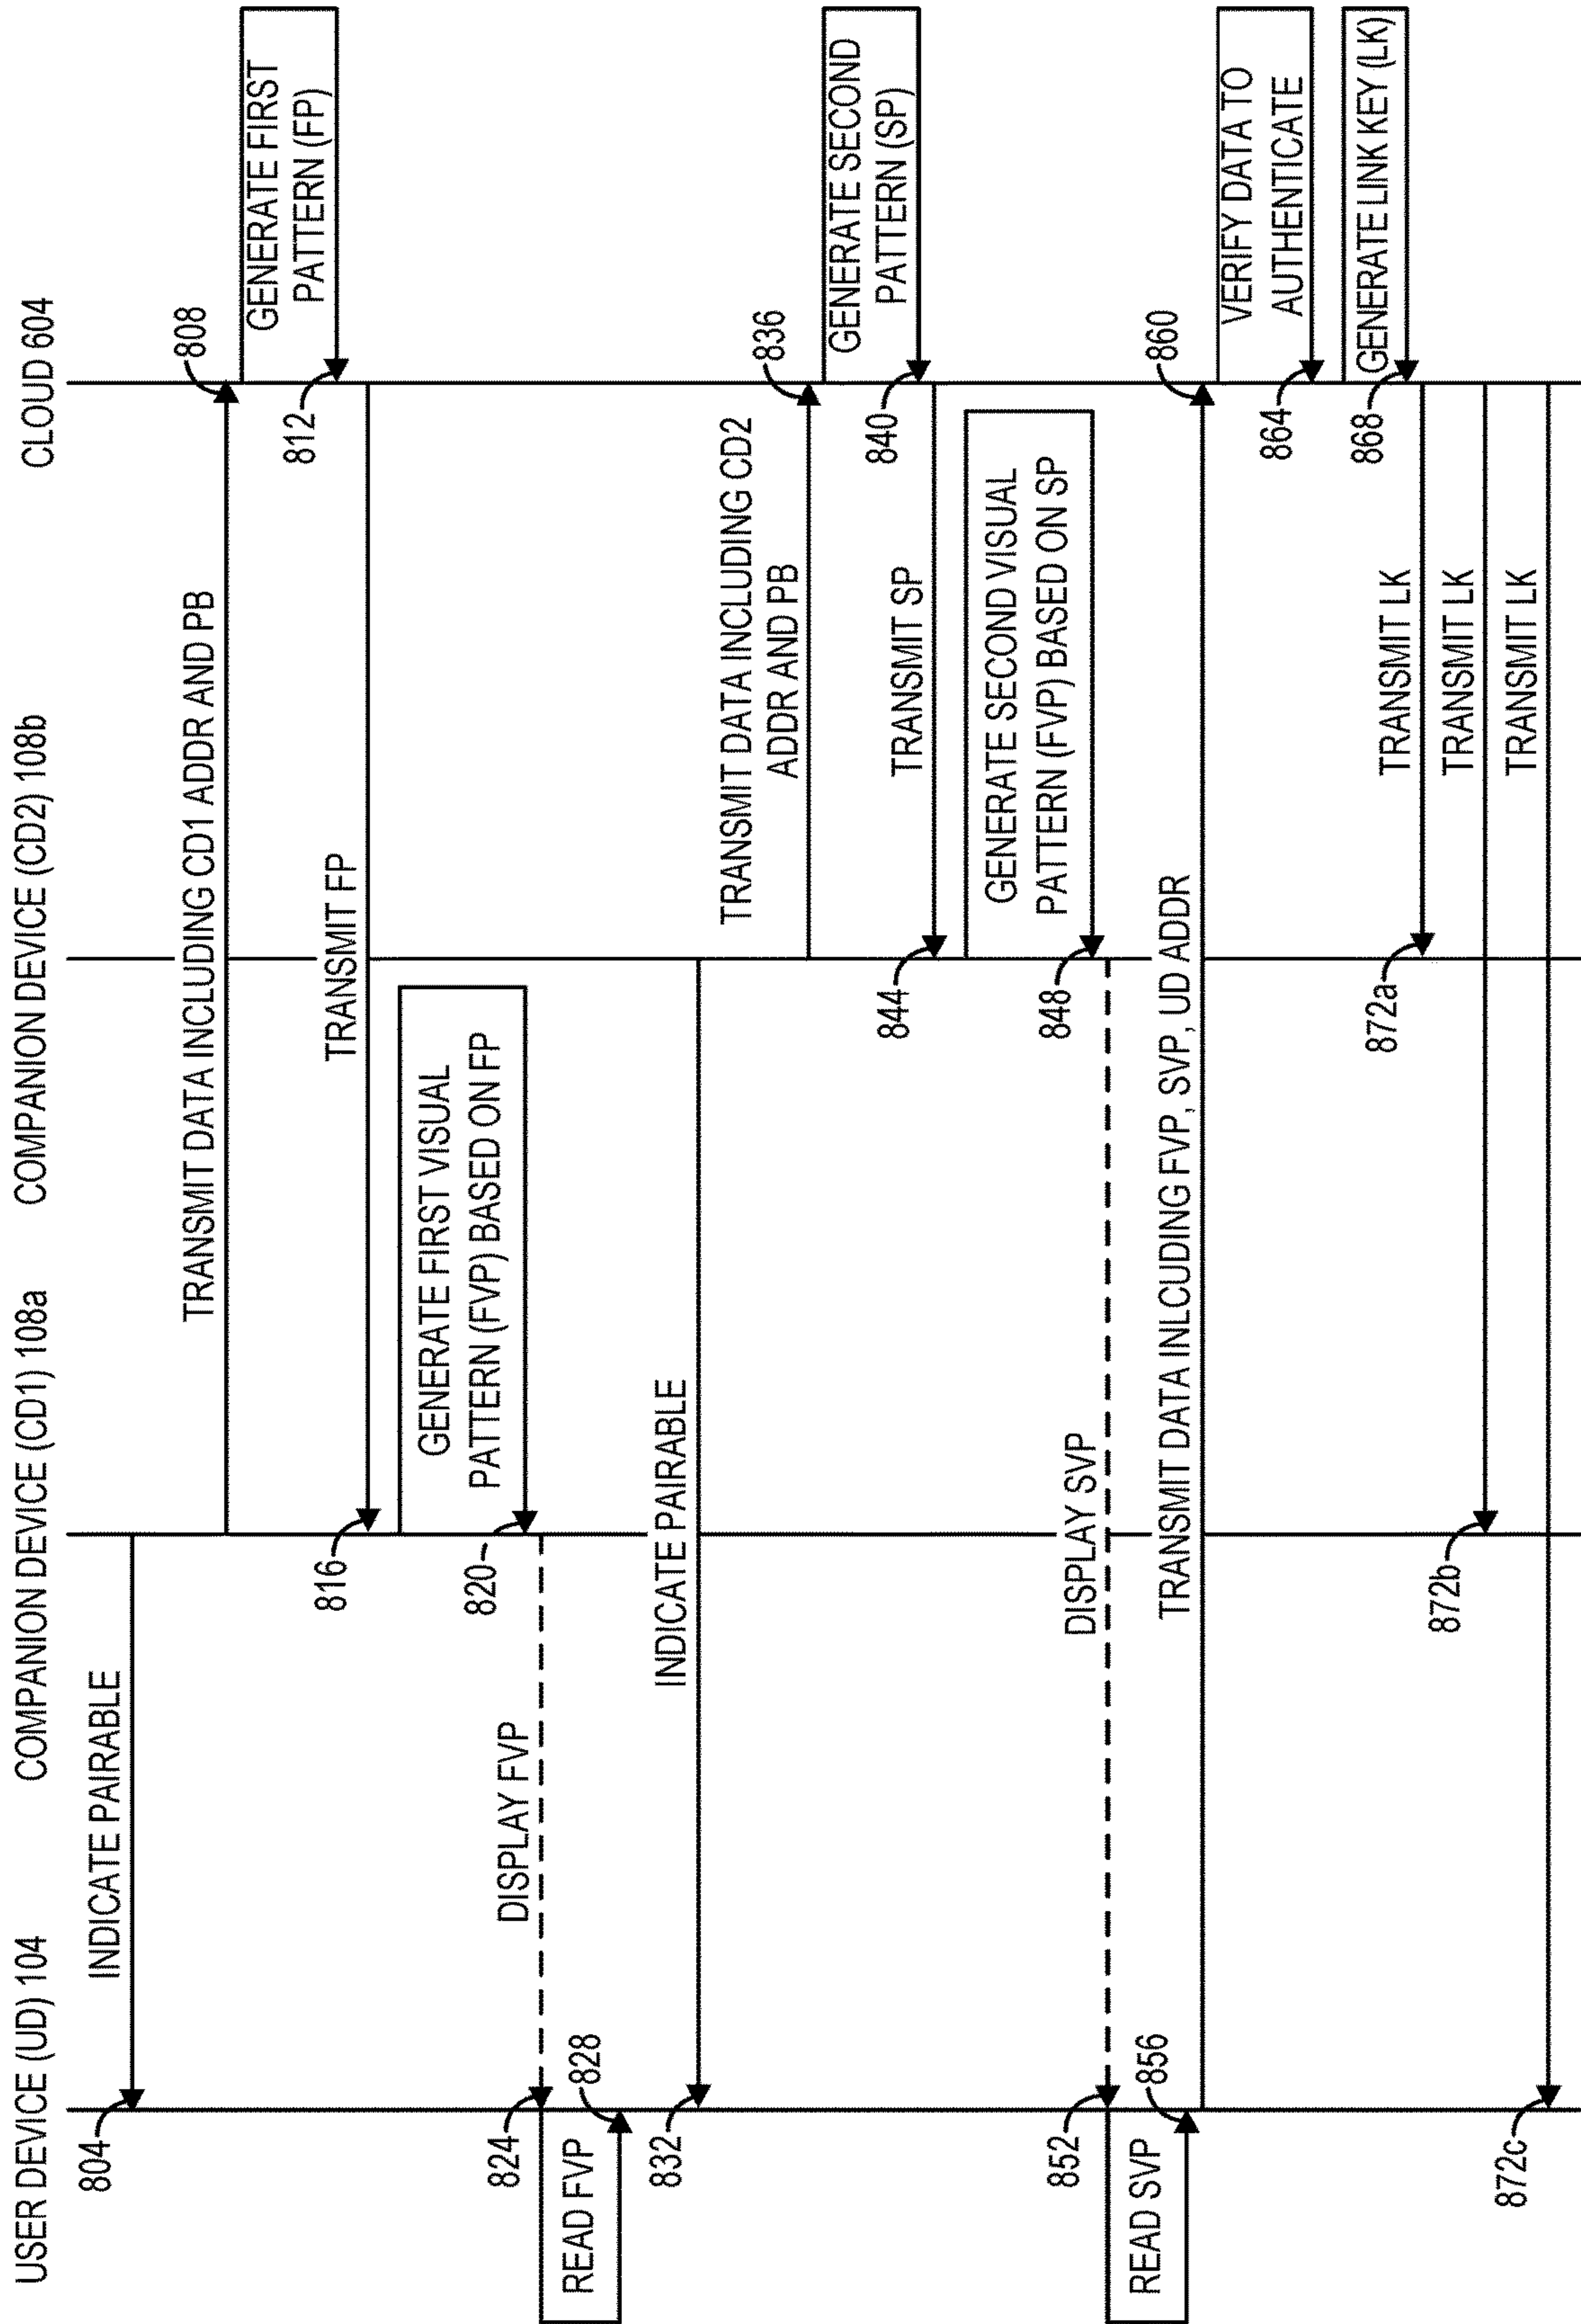 USER DEVICE (UD) 104
COMPANION DEVICE (CD1) 108a
COMPANION DEVICE (CD2) 108b
CLOUD 604
804
INDICATE PAIRABLE
TRANSMIT DATA INCLUDING CD1 ADDR AND PB
808
GENERATE FIRST
PATTERN (FP)
812
TRANSMIT FP
816
GENERATE FIRST VISUAL
PATTERN (FVP) BASED ON FP
820
DISPLAY FVP
824
READ FVP
828
832
INDICATE PAIRABLE
TRANSMIT DATA INCLUDING CD2
ADDR AND PB
836
GENERATE SECOND
PATTERN (SP)
840
TRANSMIT SP
844
GENERATE SECOND VISUAL
PATTERN (FVP) BASED ON SP
848
DISPLAY SVP
852
READ SVP
856
TRANSMIT DATA INLCUDING FVP, SVP, UD ADDR
860
VERIFY DATA TO
AUTHENTICATE
864
GENERATE LINK KEY (LK)
868
TRANSMIT LK
872a
TRANSMIT LK
872b
TRANSMIT LK
872c